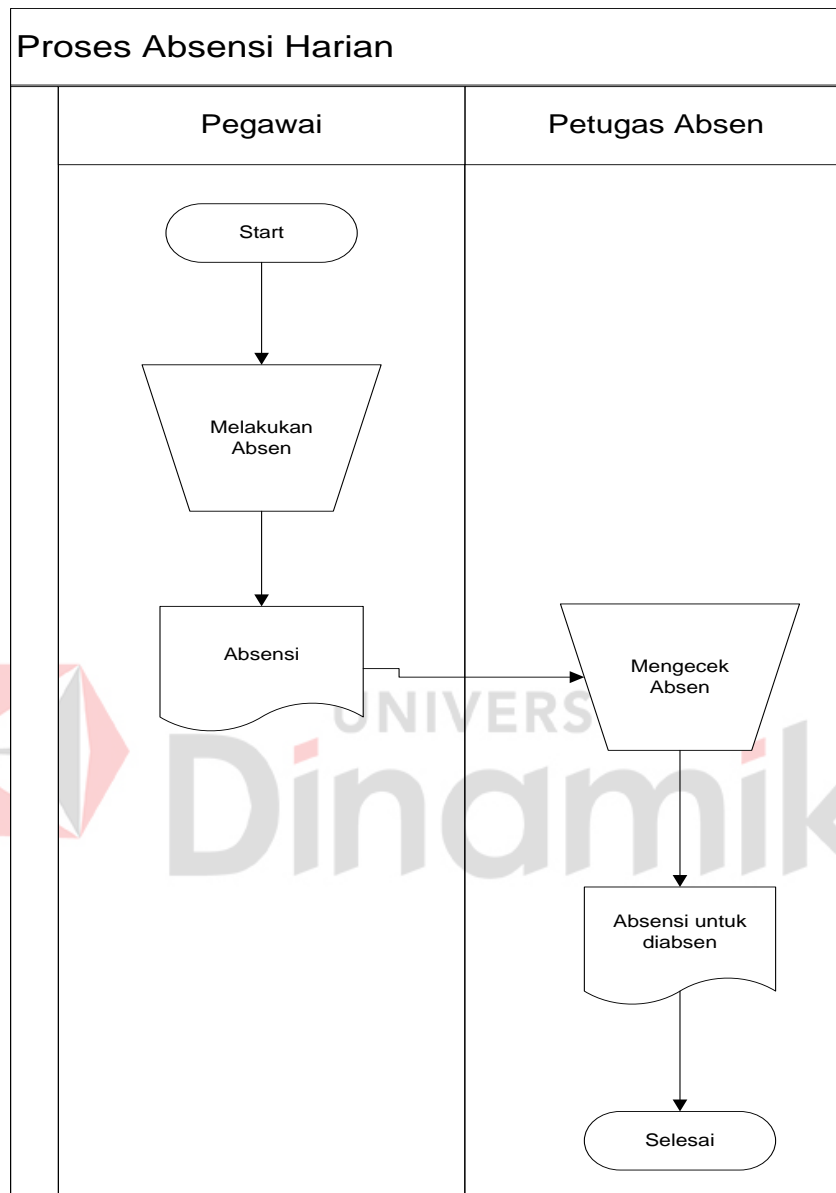 Proses Absensi Harian
Pegawai
Petugas Absen
Start
Melakukan
Absen
Absensi
Mengecek
Absen
UNIVERS
Dinamik
Absensi untuk
diabsen
Selesai